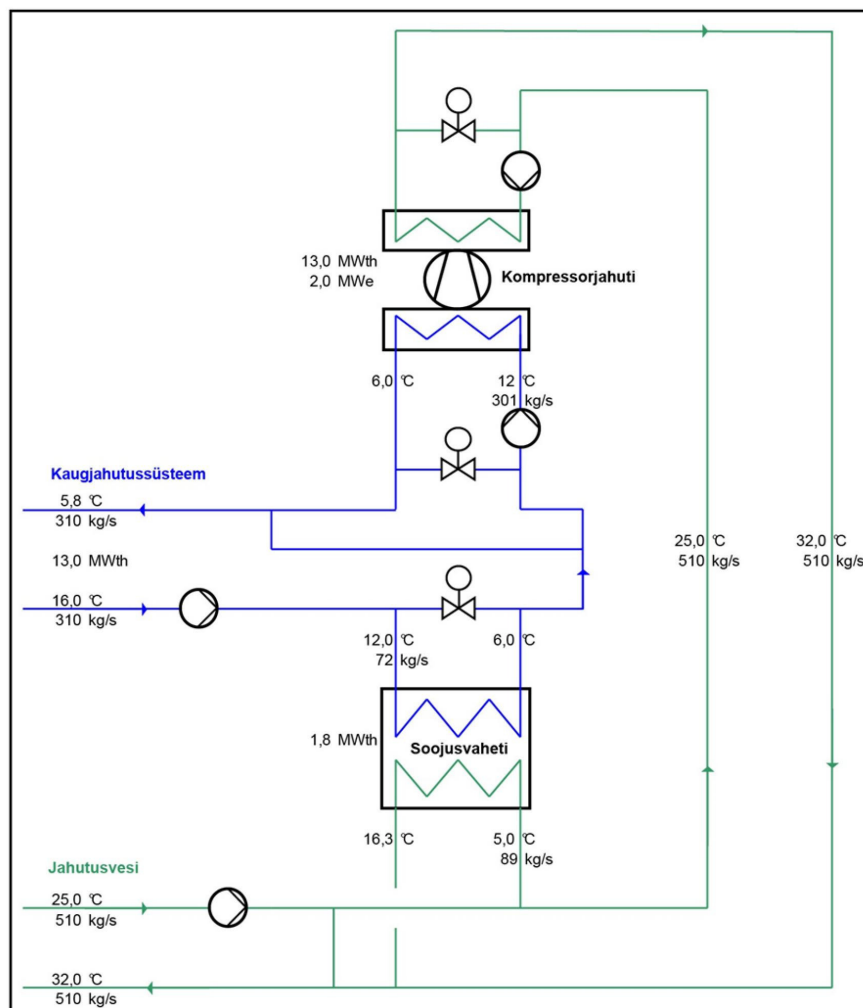 13,0 MWth
2,0 MWe
Kompressorjahuti
6,0 °C
12 °C
301 kg/s
Kaugjahutussüsteem
5,8 °C
310 kg/s
13,0 MWth
16,0 °C
310 kg/s
25,0 °C
510 kg/s
32,0 °C
510 kg/s
12,0 °C
72 kg/s
6,0 °C
1,8 MWth
Soojusvaheti
16,3 °C
5,0 °C
89 kg/s
Jahutusvesi
25,0 °C
510 kg/s
32,0 °C
510 kg/s